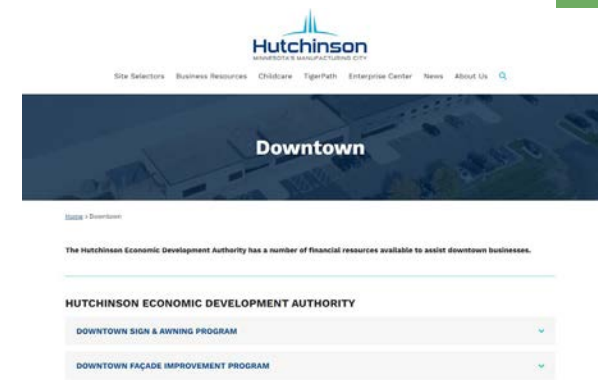 Hutchinson
MINNESOTA'S MANUFACTURING CITY
Site Selectors Business Resources Childcare TigerPath Enterprise Center News About Us
Downtown
Home > Downtown
The Hutchinson Economic Development Authority has a number of financial resources available to assist downtown businesses.
HUTCHINSON ECONOMIC DEVELOPMENT AUTHORITY
DOWNTOWN SIGN & AWNING PROGRAM
DOWNTOWN FAÇADE IMPROVEMENT PROGRAM